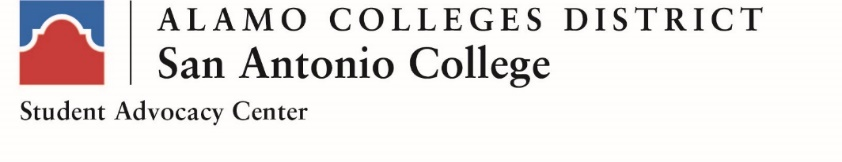 ALAMO COLLEGES DISTRICT
San Antonio College
Student Advocacy Center